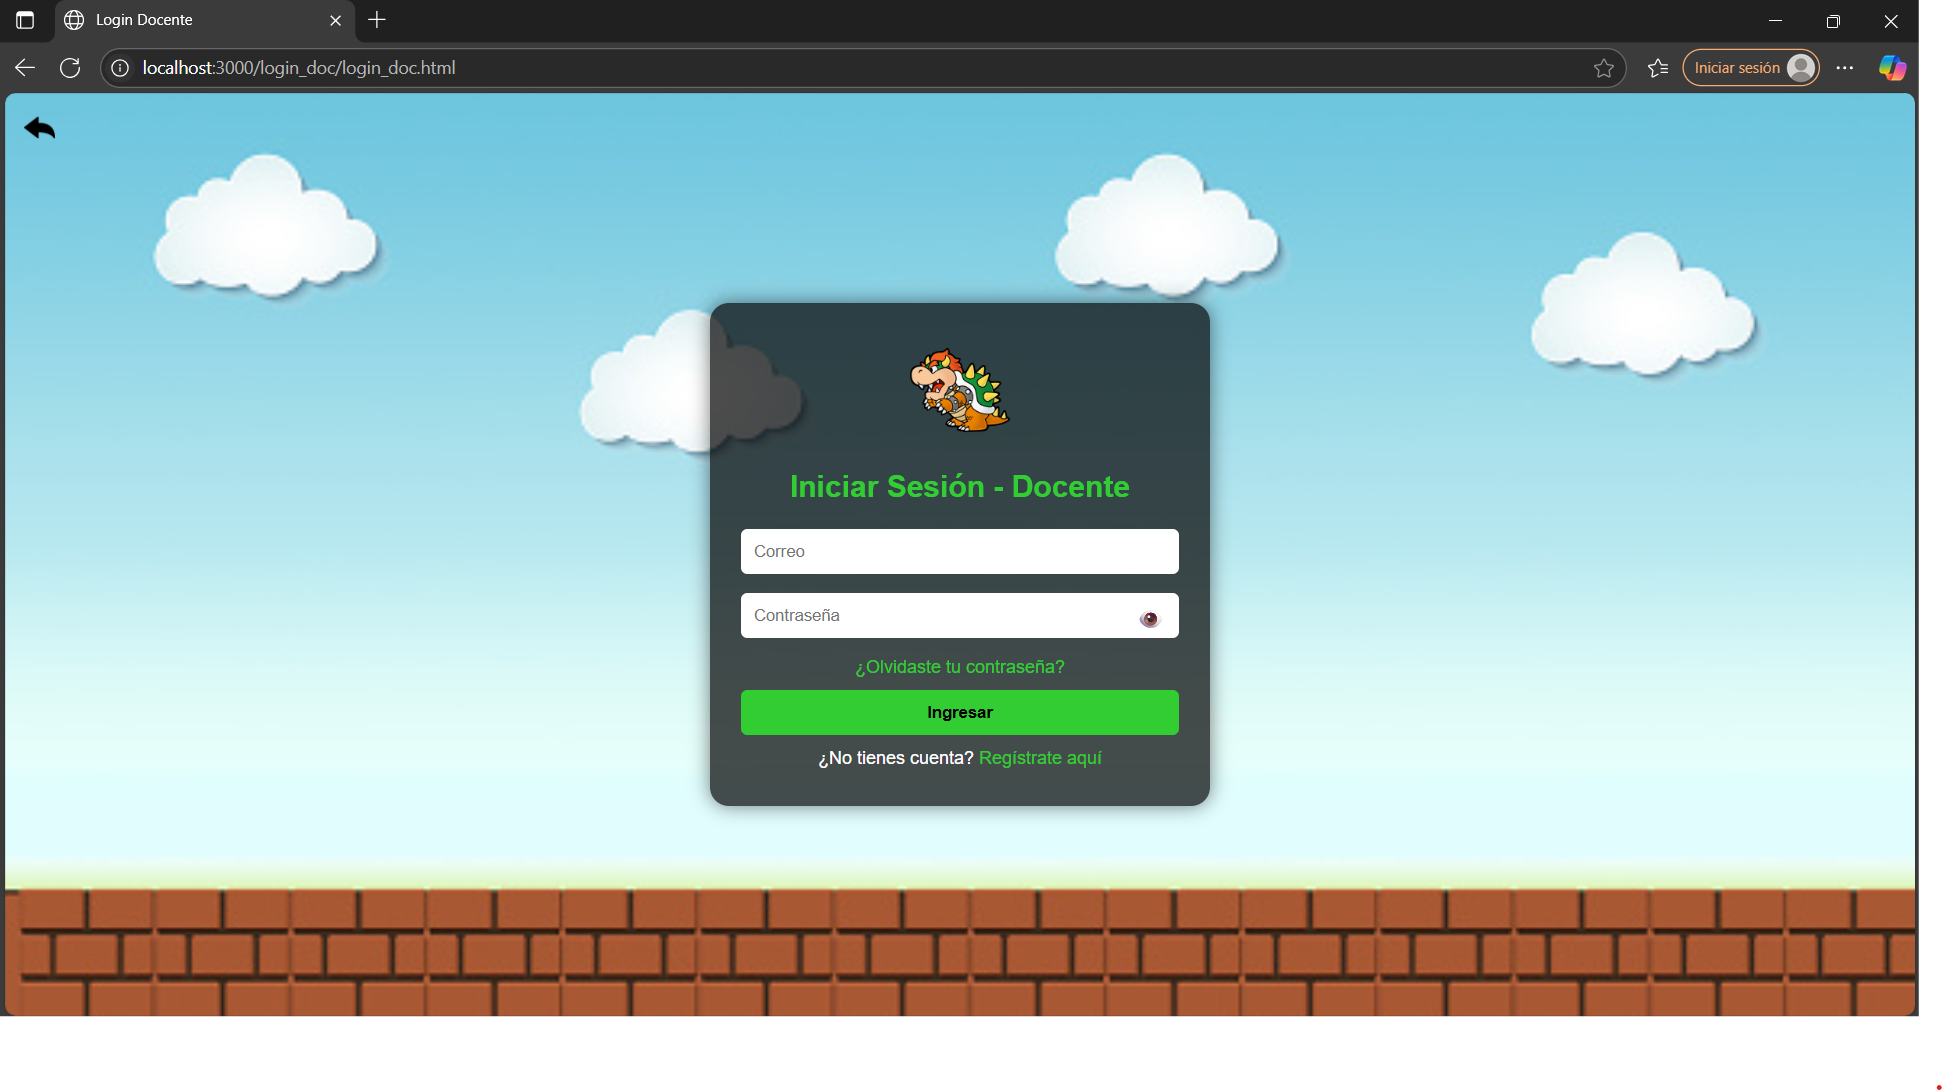 Login Docente
localhost:3000/login_doc/login_doc.html
Iniciar sesión
Iniciar Sesión - Docente
Correo
Contraseña
¿Olvidaste tu contraseña?
Ingresar
¿No tienes cuenta? Regístrate aquí